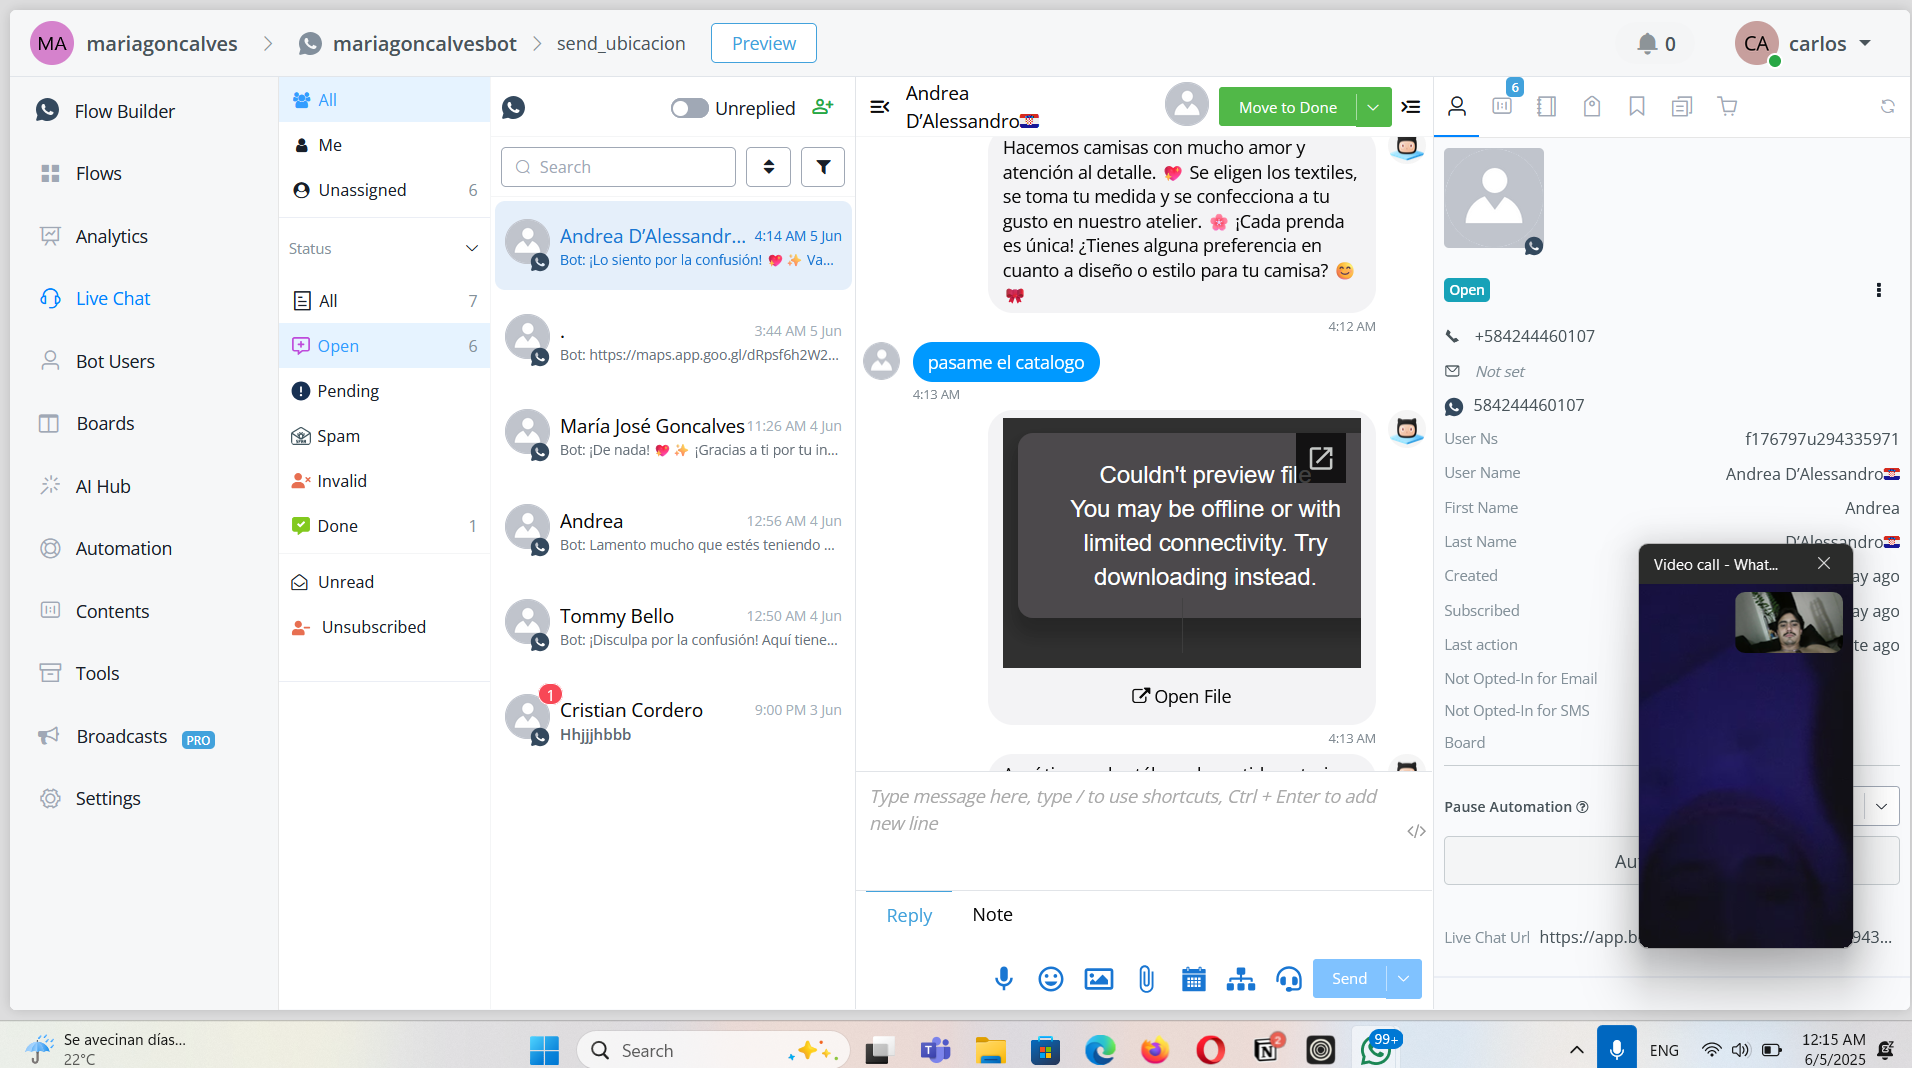 MA mariagoncalves > mariagoncalvesbot > send_ubicacion Preview
0 CA carlos
Flow Builder
Flows
Analytics
Live Chat
Bot Users
Boards
AI Hub
Automation
Contents
Tools
Broadcasts PRO
Settings
All
Me
Unassigned 6
Status
All 7
Open 6
Pending
Spam
Invalid
Done 1
Unread
Unsubscribed
Unreplied
Search
Andrea D’Alessandr... 4:14 AM 5 Jun
Bot: ¡Lo siento por la confusión! 💖 ✨ Va...
. 3:44 AM 5 Jun
Bot: https://maps.app.goo.gl/dRpsf6h2W2...
María José Goncalves 11:26 AM 4 Jun
Bot: ¡De nada! 💖 ✨ ¡Gracias a ti por tu in...
Andrea 12:56 AM 4 Jun
Bot: Lamento mucho que estés teniendo ...
Tommy Bello 12:50 AM 4 Jun
Bot: ¡Disculpa por la confusión! Aquí tiene...
1
Cristian Cordero 9:00 PM 3 Jun
Hhjjjhbbb
Andrea
D’Alessandro🇭🇷
Move to Done
Hacemos camisas con mucho amor y
atención al detalle. 💖 Se eligen los textiles,
se toma tu medida y se confecciona a tu
gusto en nuestro atelier. 🌸 ¡Cada prenda
es única! ¿Tienes alguna preferencia en
cuanto a diseño o estilo para tu camisa? 😊
🎀
4:12 AM
pasame el catalogo
4:13 AM
Couldn't preview file
You may be offline or with
limited connectivity. Try
downloading instead.
Open File
4:13 AM
Type message here, type / to use shortcuts, Ctrl + Enter to add
new line
</>
Reply Note
Send
6
Open
+584244460107
Not set
584244460107
User Ns f176797u294335971
User Name Andrea D’Alessandro🇭🇷
First Name Andrea
Last Name D’Alessandro🇭🇷
Created ay ago
Subscribed ay ago
Last action te ago
Not Opted-In for Email
Not Opted-In for SMS
Board
Pause Automation
Au
Live Chat Url https://app.b 943...
Video call - What...
Se avecinan días...
22°C
Search
2
99+
ENG
12:15 AM
6/5/2025